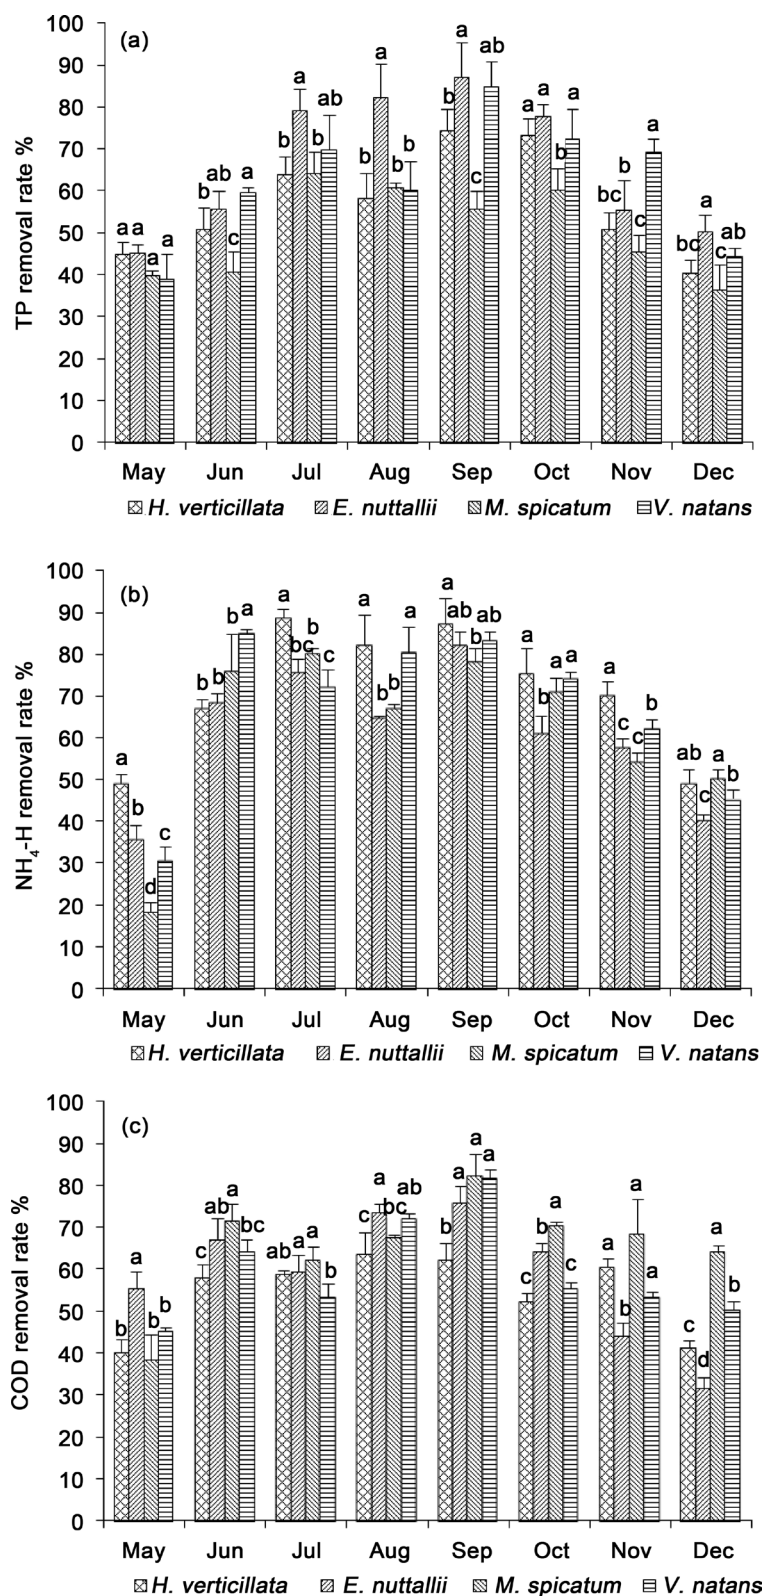 (a)
TP removal rate %
100
90
80
70
60
50
40
30
20
10
0
a a a a
b ab c a
b a b ab
b a b b
b a c ab
a a b a
bc b c a
bc a c ab
May Jun Jul Aug Sep Oct Nov Dec
H. verticillata E. nuttallii M. spicatum V. natans
(b)
NH4-H removal rate %
100
90
80
70
60
50
40
30
20
10
0
a b d c
b b b a
a bc b c
a b b a
a ab b ab
a b a a
a c c b
ab c a b
May Jun Jul Aug Sep Oct Nov Dec
H. verticillata E. nuttallii M. spicatum V. natans
(c)
COD removal rate %
100
90
80
70
60
50
40
30
20
10
0
b a b b
c ab a bc
ab a a b
c a bc ab
b a a a
c b a c
a b a a
c d a b
May Jun Jul Aug Sep Oct Nov Dec
H. verticillata E. nuttallii M. spicatum V. natans